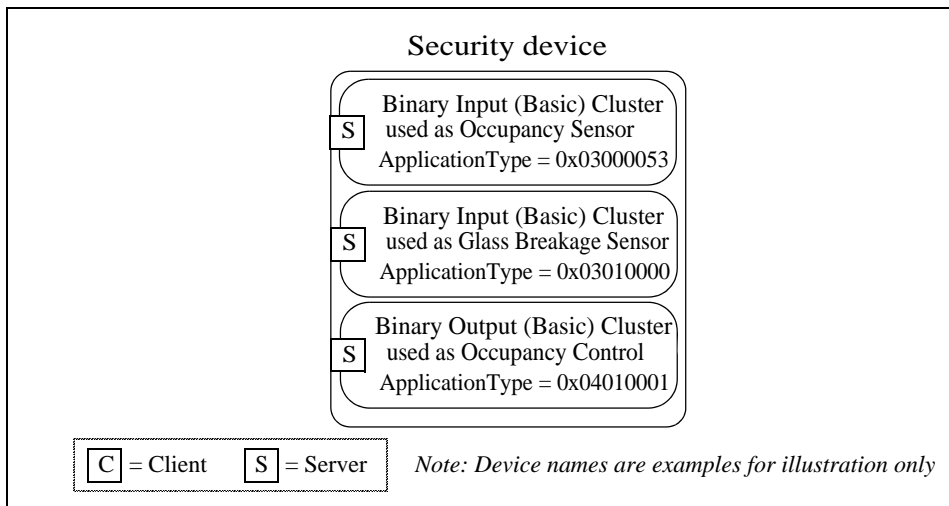 Security device
Binary Input (Basic) Cluster
used as Occupancy Sensor
S
ApplicationType = 0x03000053
Binary Input (Basic) Cluster
used as Glass Breakage Sensor
S
ApplicationType = 0x03010000
Binary Output (Basic) Cluster
used as Occupancy Control
S
ApplicationType = 0x04010001
C = Client S = Server Note: Device names are examples for illustration only